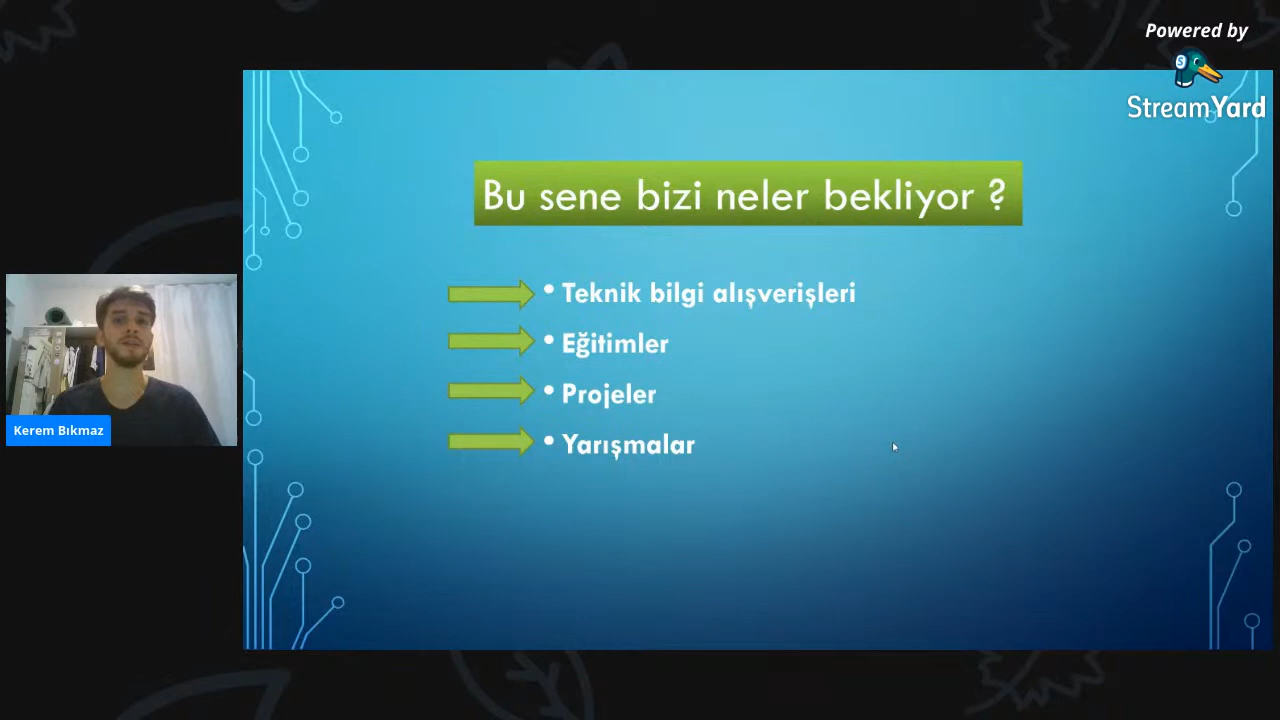 Powered by
StreamYard
Bu sene bizi neler bekliyor ?
• Teknik bilgi alışverişleri
• Eğitimler
• Projeler
• Yarışmalar
Kerem Bıkmaz